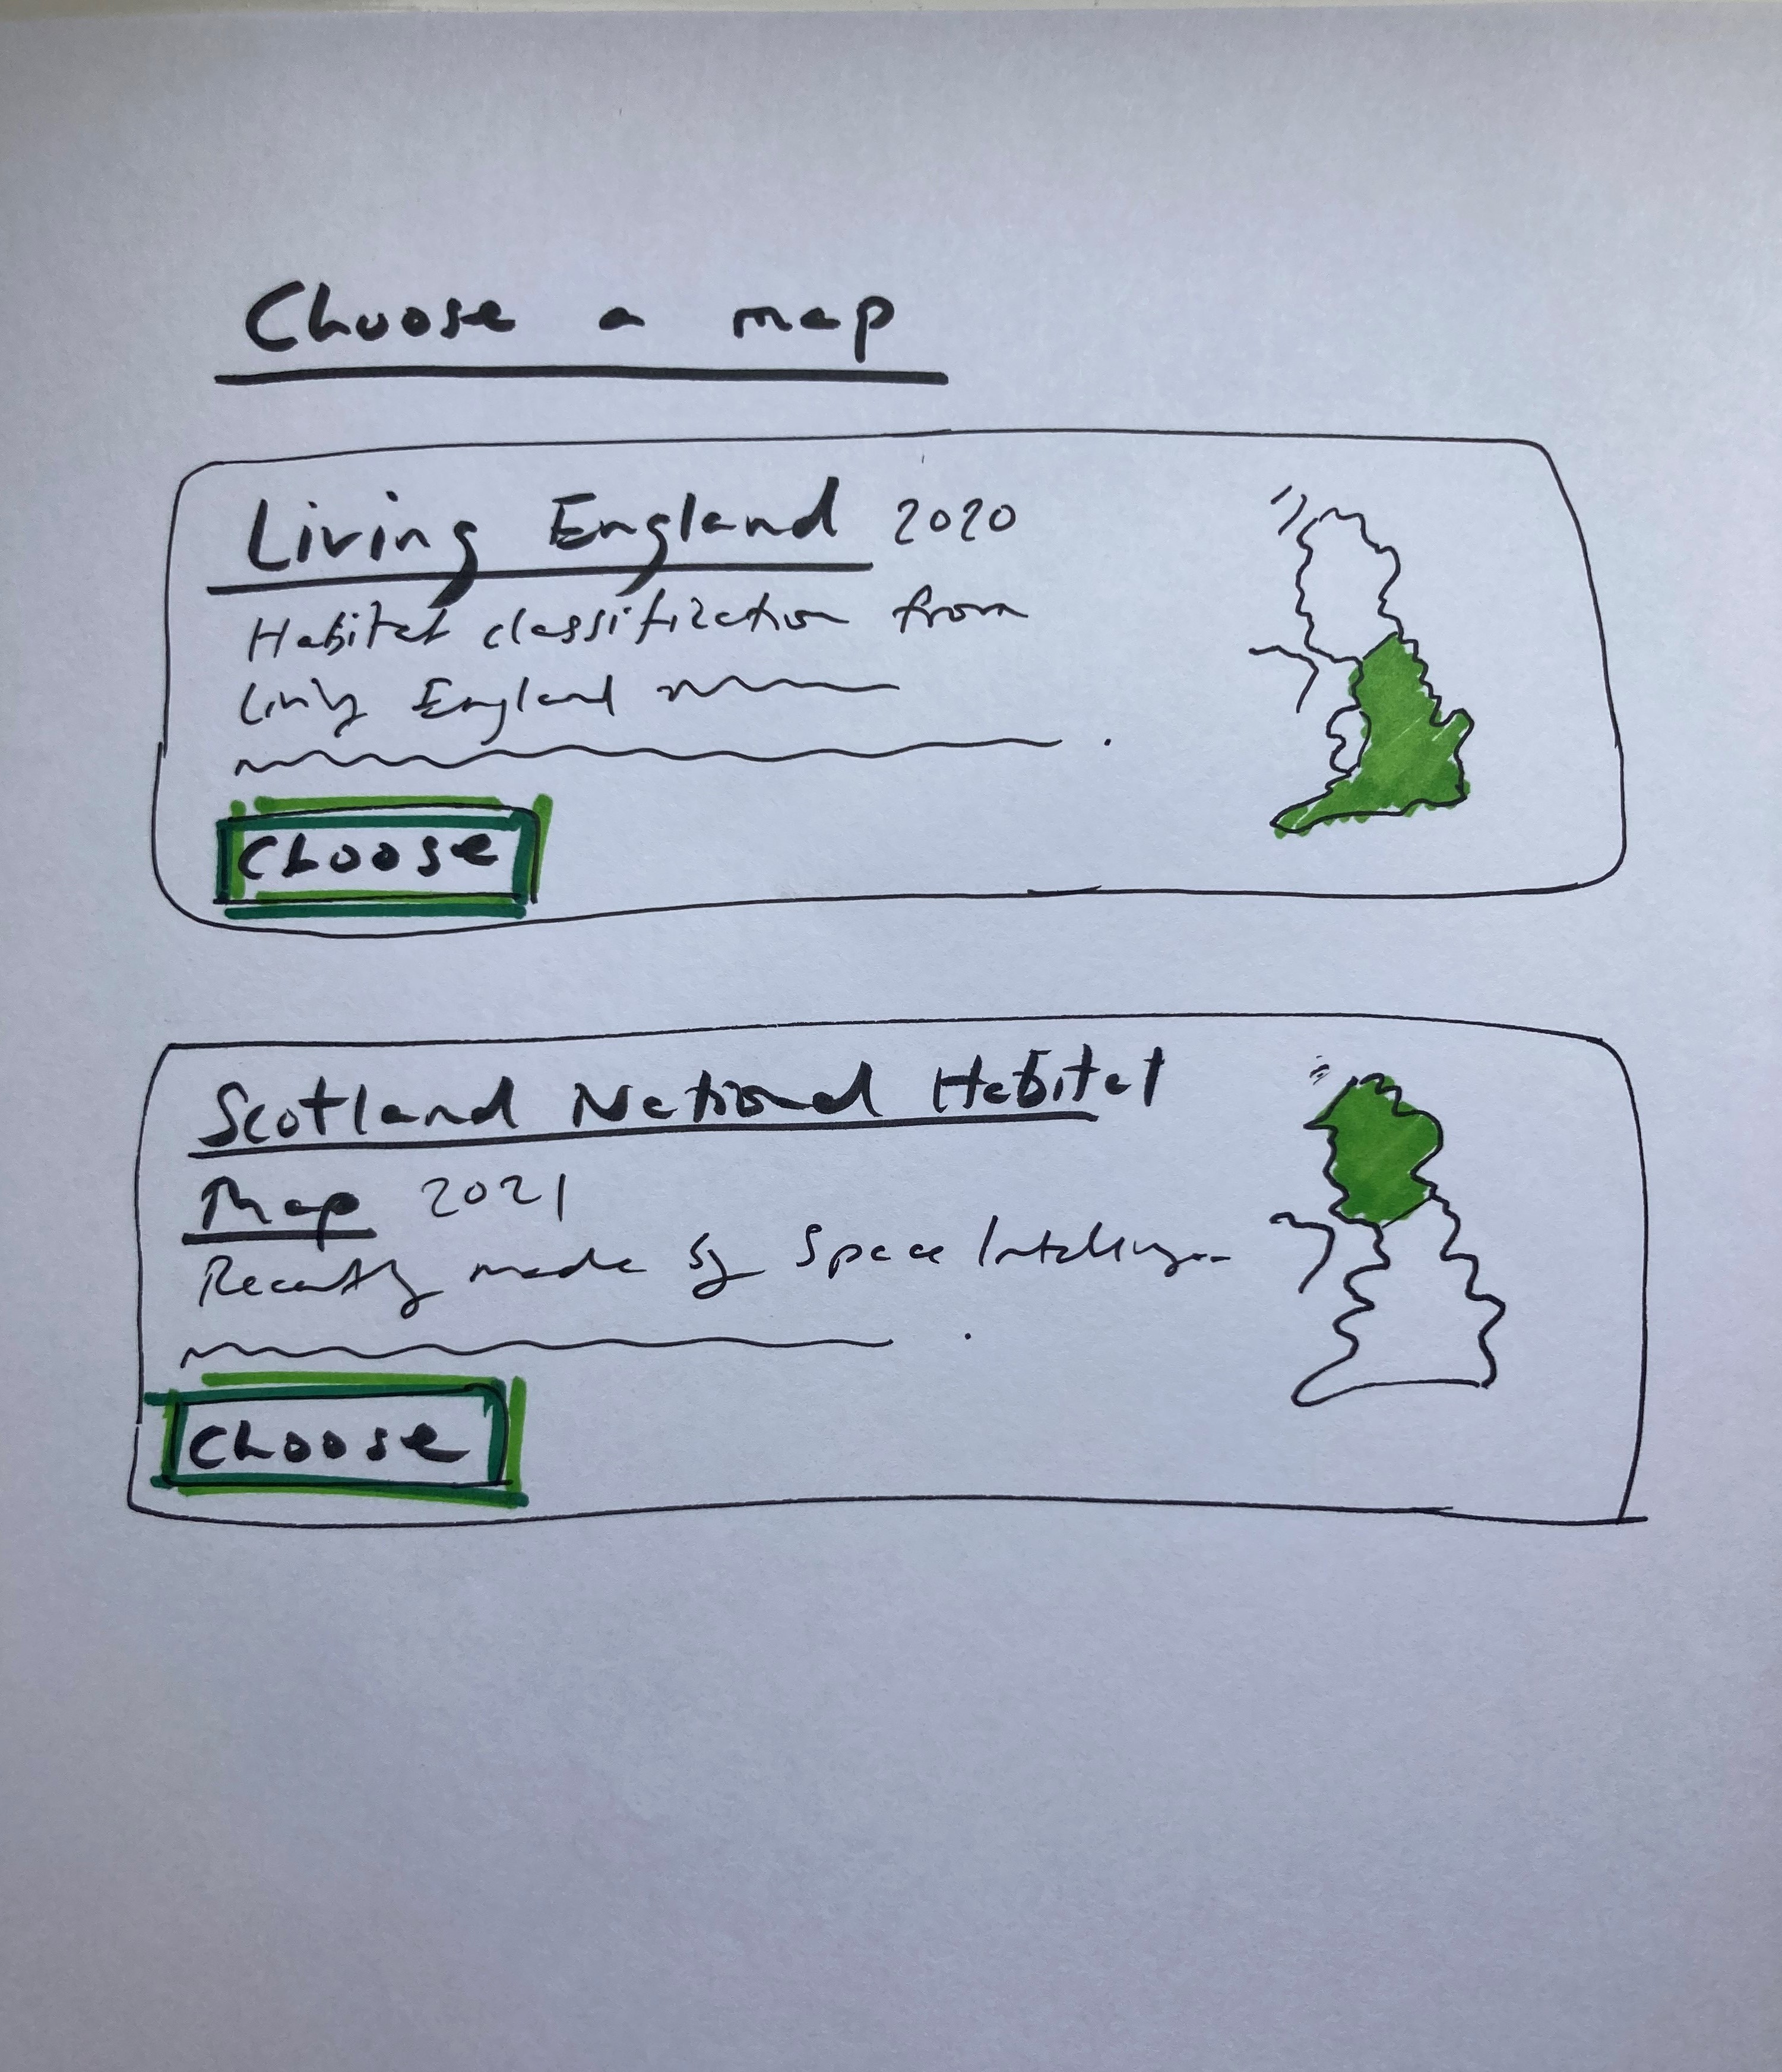 Choose a map
Living England 2020
Habitat classification from
Living England
Choose
Scotland National Habitat
Map 2021
Recently made by Space Intelligence
Choose